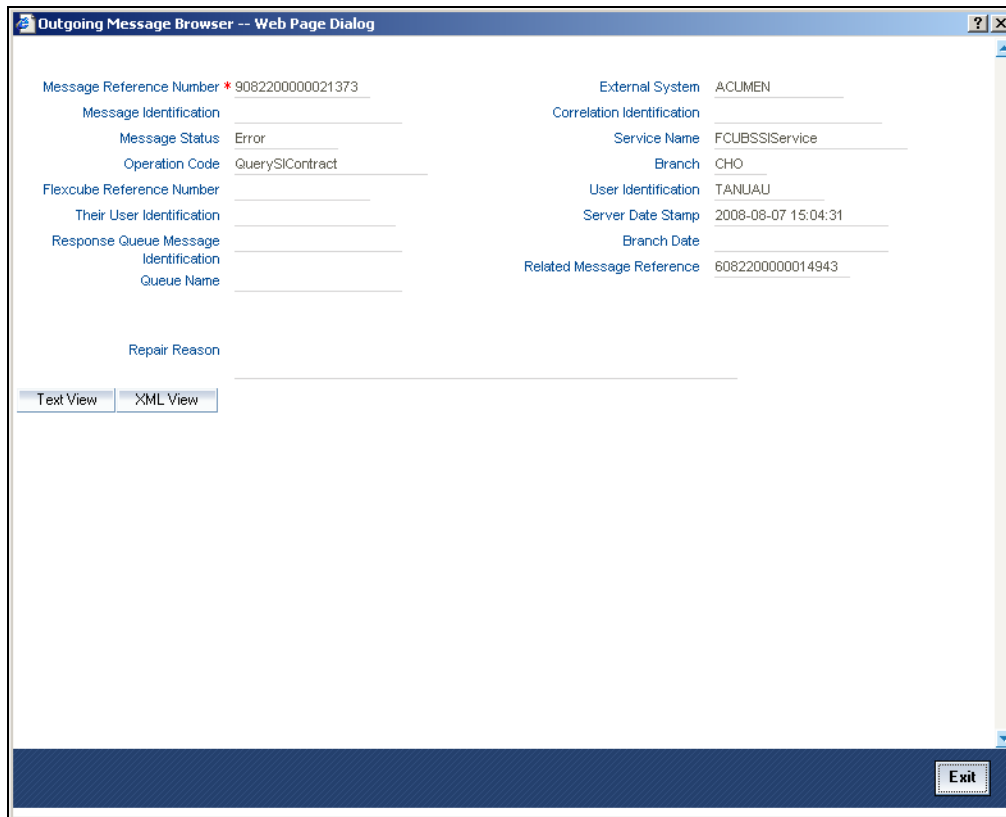 Outgoing Message Browser -- Web Page Dialog
? X
Message Reference Number * 9082200000021373
Message Identification
Message Status Error
Operation Code QuerySIContract
Flexcube Reference Number
Their User Identification
Response Queue Message
Identification
Queue Name
External System ACUMEN
Correlation Identification
Service Name FCUBSSIService
Branch CHO
User Identification TANUAU
Server Date Stamp 2008-08-07 15:04:31
Branch Date
Related Message Reference 6082200000014943
Repair Reason
Text View XML View
Exit